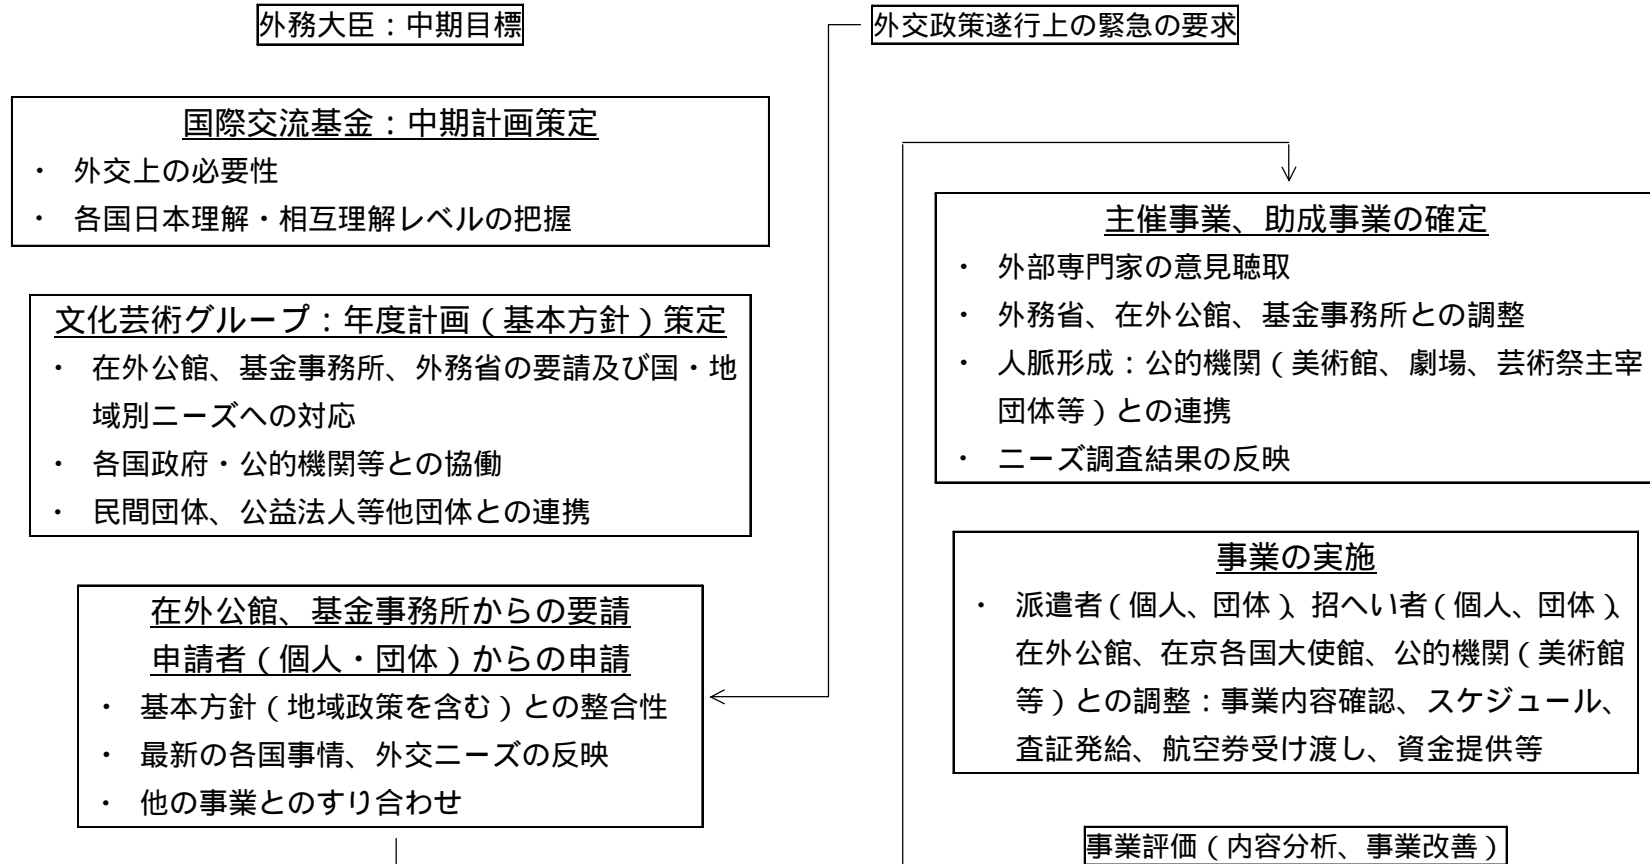 外務大臣：中期目標
国際交流基金：中期計画策定
・ 外交上の必要性
・ 各国日本理解・相互理解レベルの把握
文化芸術グループ：年度計画（基本方針）策定
・ 在外公館、基金事務所、外務省の要請及び国・地
域別ニーズへの対応
・ 各国政府・公的機関等との協働
・ 民間団体、公益法人等他団体との連携
在外公館、基金事務所からの要請
申請者（個人・団体）からの申請
・ 基本方針（地域政策を含む）との整合性
・ 最新の各国事情、外交ニーズの反映
・ 他の事業とのすり合わせ
外交政策遂行上の緊急の要求
主催事業、助成事業の確定
・ 外部専門家の意見聴取
・ 外務省、在外公館、基金事務所との調整
・ 人脈形成：公的機関（美術館、劇場、芸術祭主宰
団体等）との連携
・ ニーズ調査結果の反映
事業の実施
・ 派遣者（個人、団体）、招へい者（個人、団体）、
在外公館、在京各国大使館、公的機関（美術館
等）との調整：事業内容確認、スケジュール、
査証発給、航空券受け渡し、資金提供等
事業評価（内容分析、事業改善）